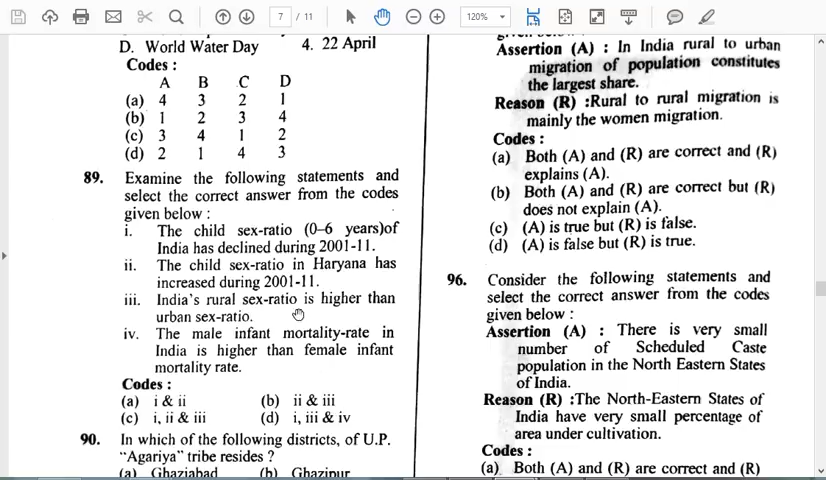 7 / 11
120%
D. World Water Day 4. 22 April
Codes :
A B C D
(a) 4 3 2 1
(b) 1 2 3 4
(c) 3 4 1 2
(d) 2 1 4 3
89. Examine the following statements and
select the correct answer from the codes
given below :
i. The child sex-ratio (0–6 years)of
India has declined during 2001-11.
ii. The child sex-ratio in Haryana has
increased during 2001-11.
iii. India's rural sex-ratio is higher than
urban sex-ratio.
iv. The male infant mortality-rate in
India is higher than female infant
mortality rate.
Codes :
(a) i & ii (b) ii & iii
(c) i, ii & iii (d) i, iii & iv
90. In which of the following districts, of U.P.
"Agariya" tribe resides ?
(a) Ghaziabad (b) Ghazipur
Assertion (A) : In India rural to urban
migration of population constitutes
the largest share.
Reason (R) :Rural to rural migration is
mainly the women migration.
Codes :
(a) Both (A) and (R) are correct and (R)
explains (A).
(b) Both (A) and (R) are correct but (R)
does not explain (A).
(c) (A) is true but (R) is false.
(d) (A) is false but (R) is true.
96. Consider the following statements and
select the correct answer from the codes
given below :
Assertion (A) : There is very small
number of Scheduled Caste
population in the North Eastern States
of India.
Reason (R) :The North-Eastern States of
India have very small percentage of
area under cultivation.
Codes :
(a) Both (A) and (R) are correct and (R)